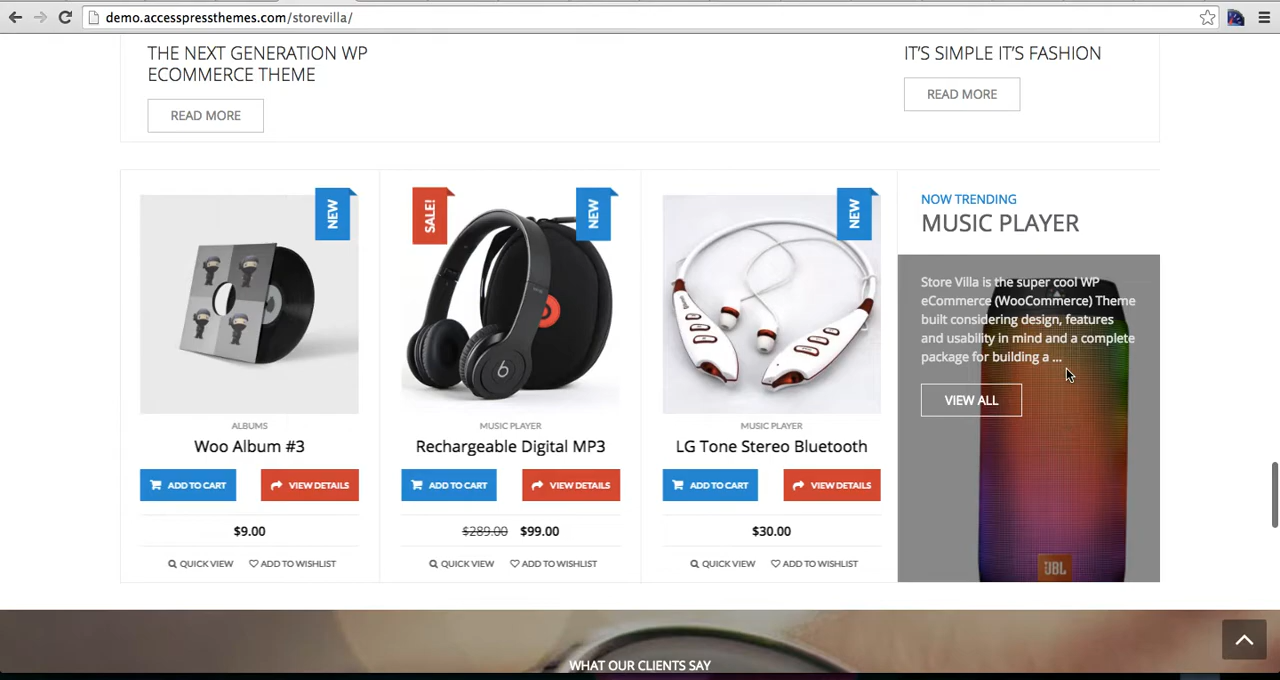 demo.accesspressthemes.com/storevilla/
THE NEXT GENERATION WP
ECOMMERCE THEME
READ MORE
IT'S SIMPLE IT'S FASHION
READ MORE
NEW
ALBUMS
Woo Album #3
ADD TO CART
VIEW DETAILS
$9.00
QUICK VIEW
ADD TO WISHLIST
SALE!
NEW
b
MUSIC PLAYER
Rechargeable Digital MP3
ADD TO CART
VIEW DETAILS
$289.00 $99.00
QUICK VIEW
ADD TO WISHLIST
NEW
MUSIC PLAYER
LG Tone Stereo Bluetooth
ADD TO CART
VIEW DETAILS
$30.00
QUICK VIEW
ADD TO WISHLIST
NOW TRENDING
MUSIC PLAYER
Store Villa is the super cool WP
eCommerce (WooCommerce) Theme
built considering design, features
and usability in mind and a complete
package for building a ...
VIEW ALL
JBL
WHAT OUR CLIENTS SAY